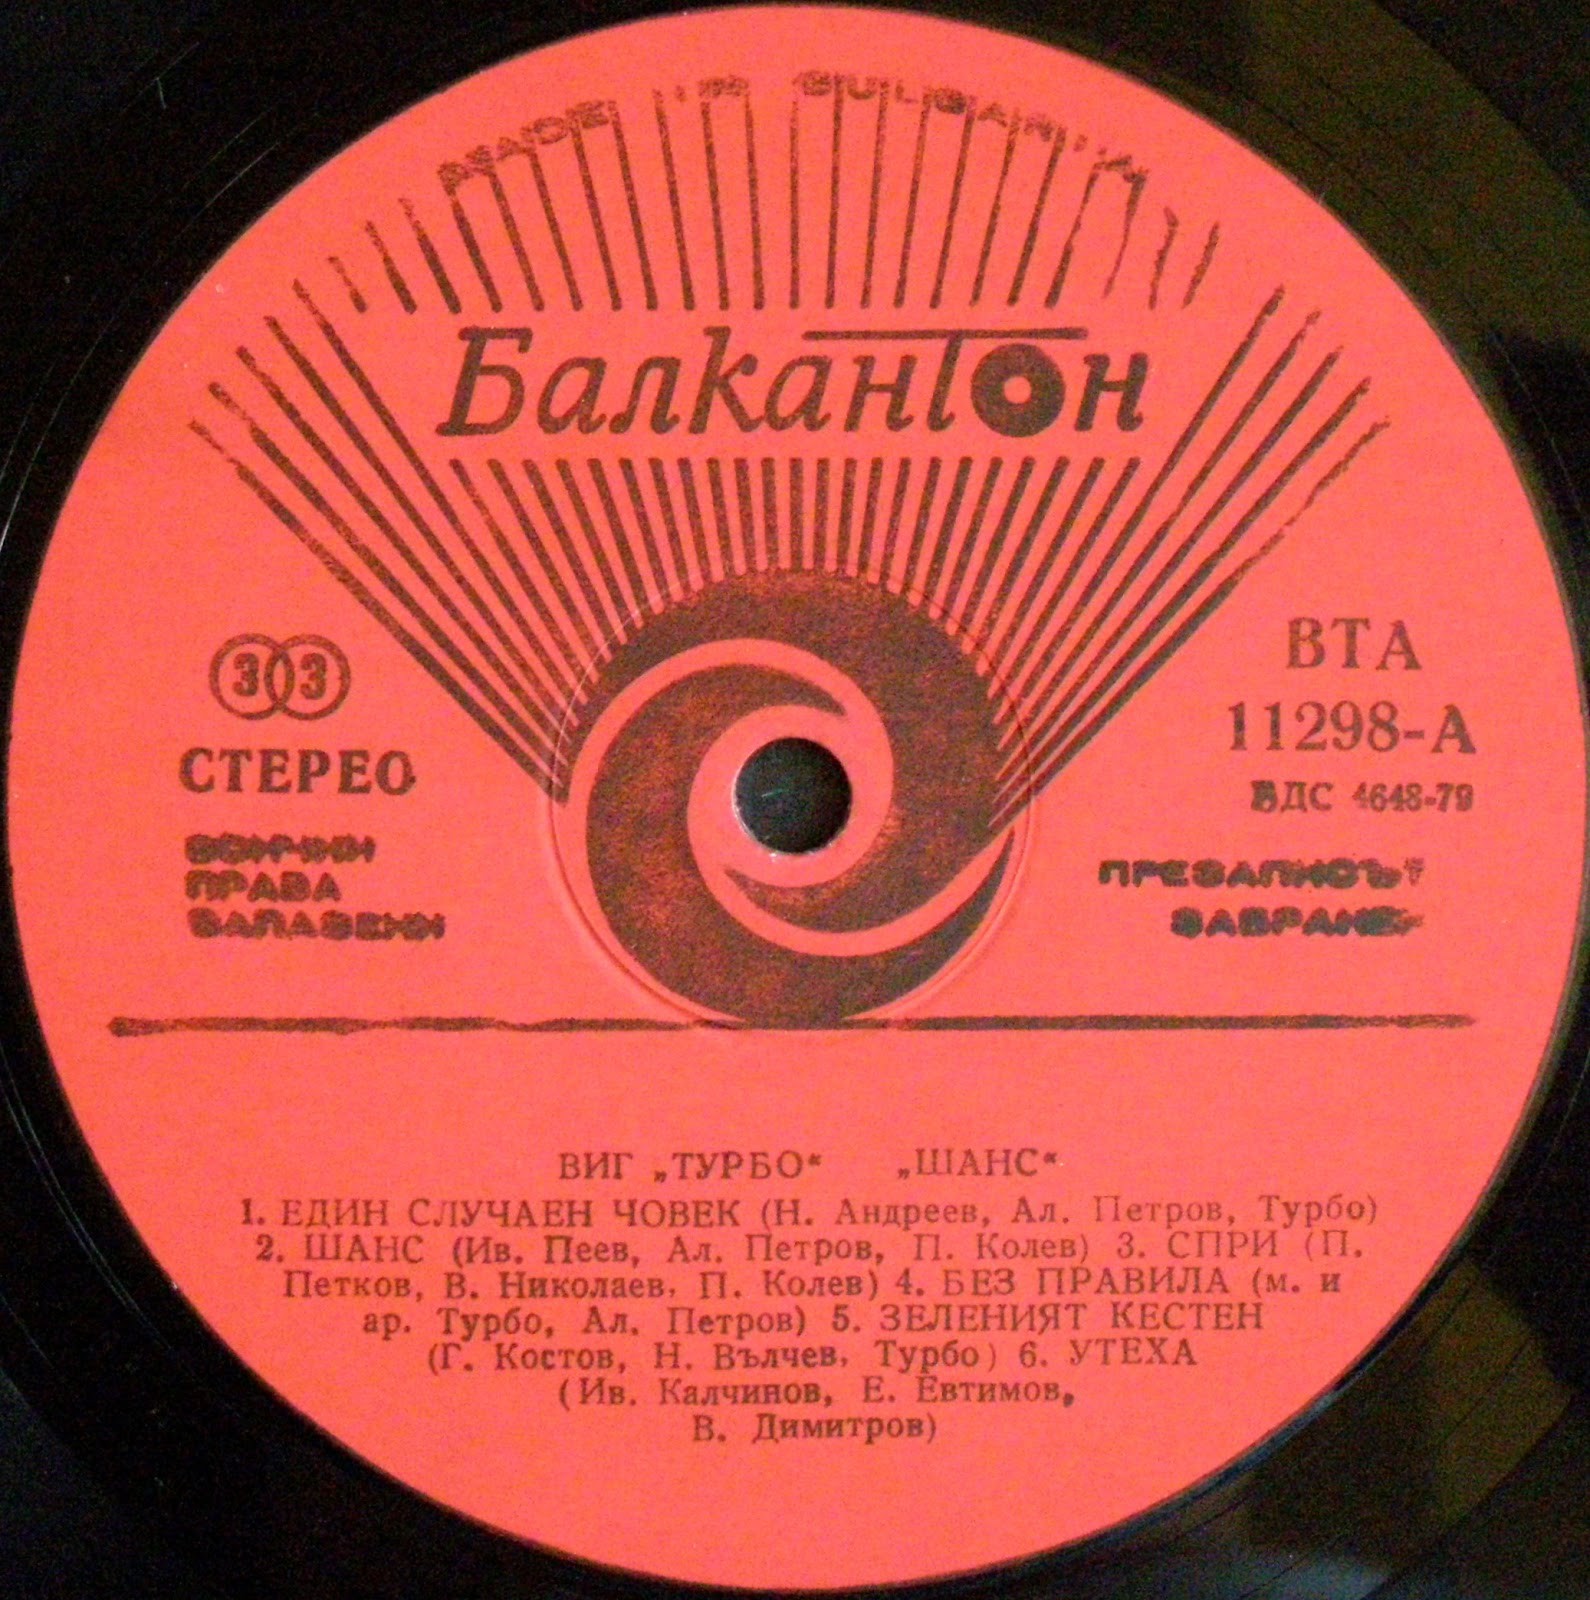 MADE IN BULGARIA
Балкантон
33
СТЕРЕО
ВСИЧКИ
ПРАВА
ЗАПАЗЕНИ
ВТА
11298-А
БДС 4648-79
ПРЕЗАПИСЪТ
ЗАБРАНЕН
ВИГ „ТУРБО“ „ШАНС“
1. ЕДИН СЛУЧАЕН ЧОВЕК (Н. Андреев, Ал. Петров, Турбо)
2. ШАНС (Ив. Пеев, Ал. Петров, П. Колев) 3. СПРИ (П.
Петков, В. Николаев, П. Колев) 4. БЕЗ ПРАВИЛА (м. и
ар. Турбо, Ал. Петров) 5. ЗЕЛЕНИЯТ КЕСТЕН
(Г. Костов, Н. Вълчев, Турбо) 6. УТЕХА
(Ив. Калчинов, Е. Евтимов,
В. Димитров)